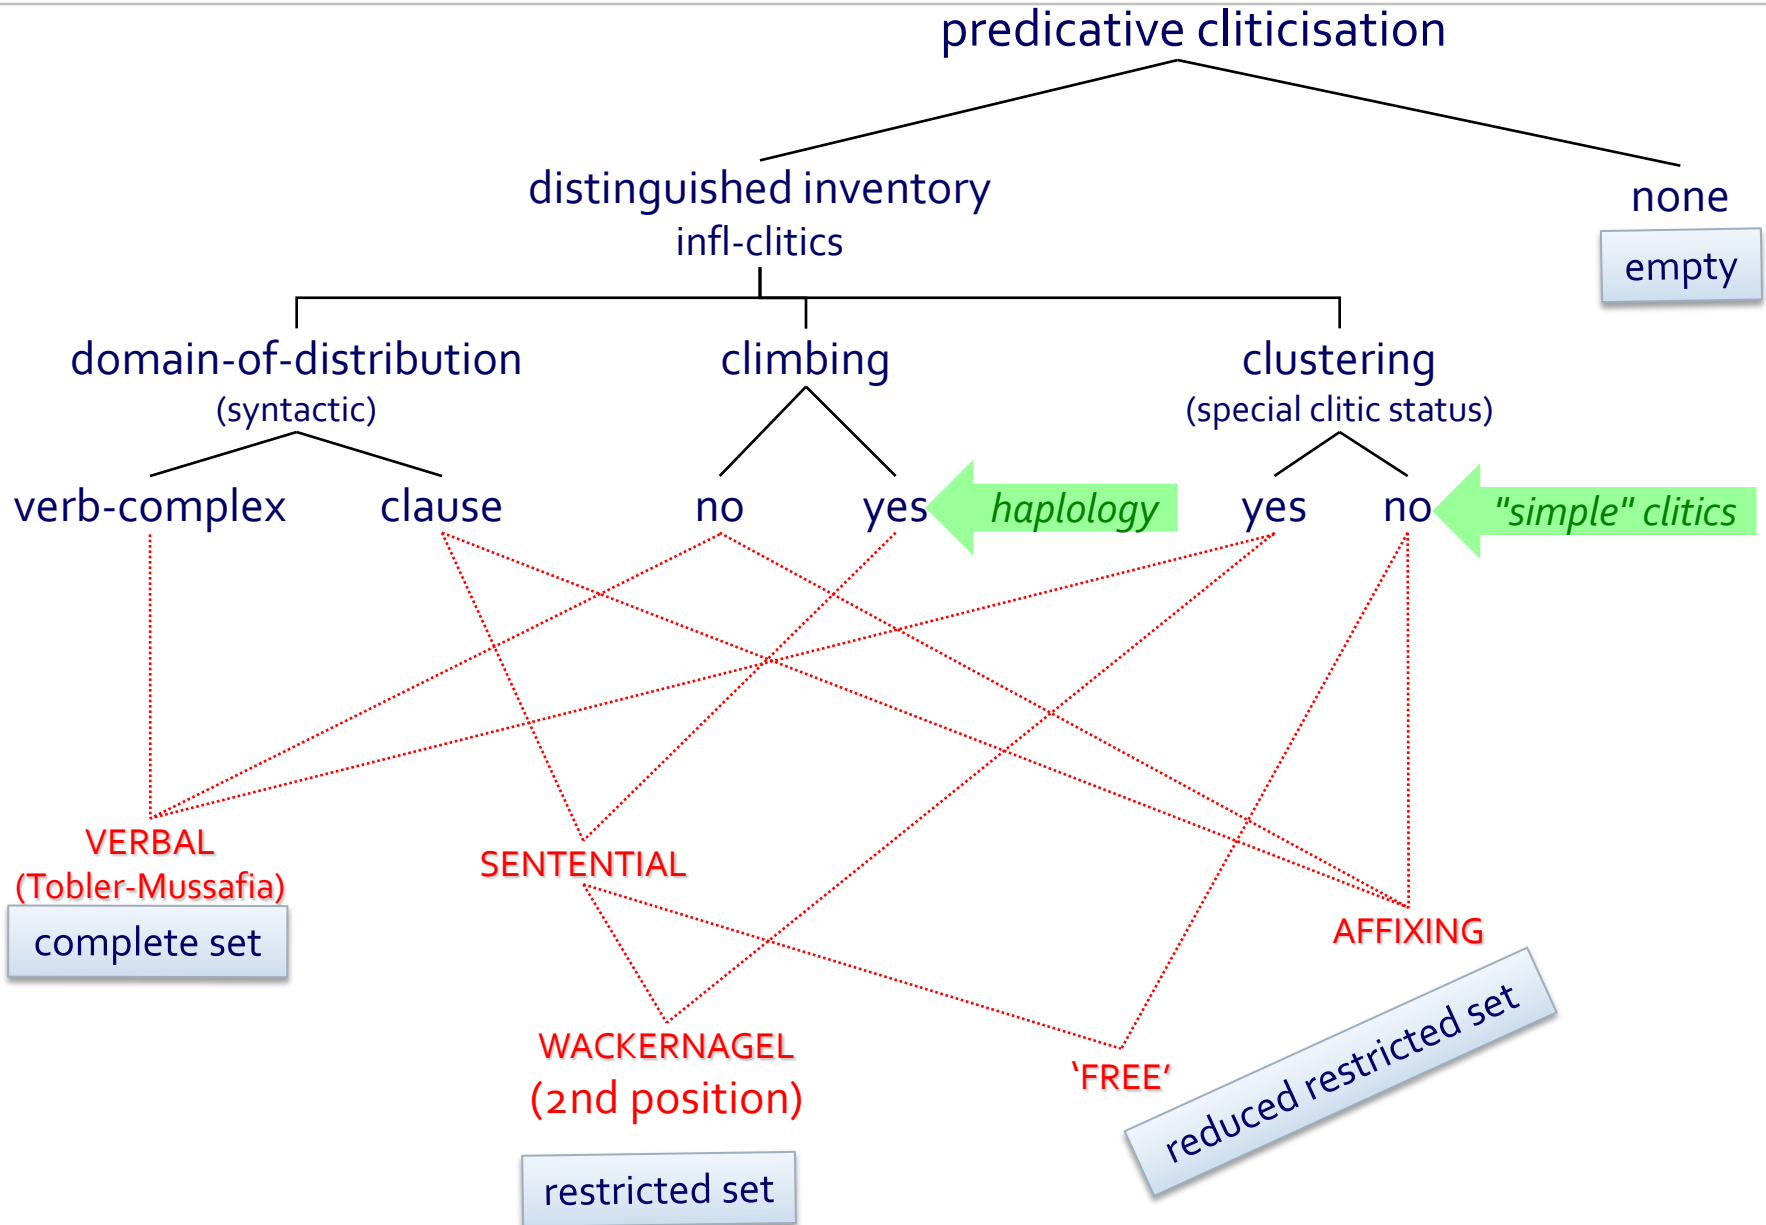 predicative cliticisation
distinguished inventory
infl-clitics
none
empty
domain-of-distribution
(syntactic)
climbing
clustering
(special clitic status)
verb-complex
clause
no
yes
haplology
yes
no
"simple" clitics
VERBAL
(Tobler-Mussafia)
complete set
SENTENTIAL
AFFIXING
WACKERNAGEL
(2nd position)
'FREE'
reduced restricted set
restricted set